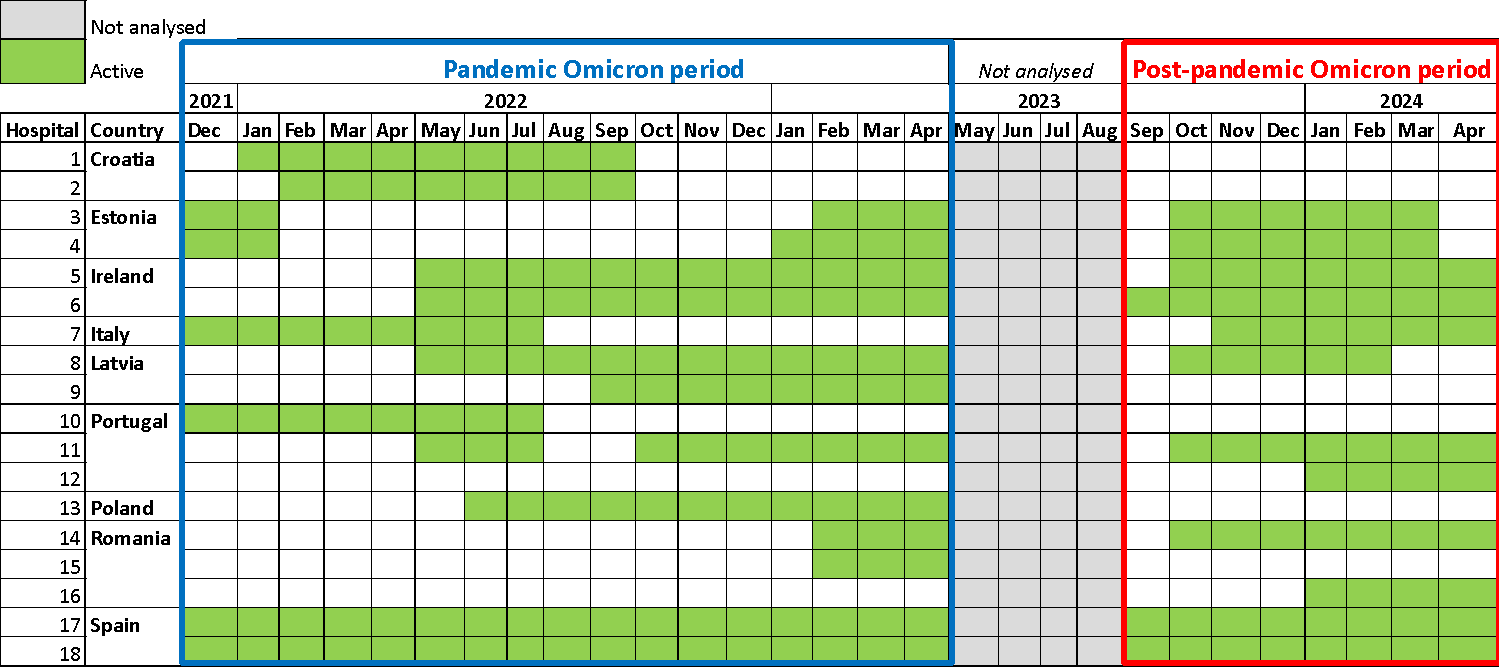 Not analysed
Active
Pandemic Omicron period Not analysed Post-pandemic Omicron period
2021 2022 2023 2024
Hospital Country Dec Jan Feb Mar Apr May Jun Jul Aug Sep Oct Nov Dec Jan Feb Mar Apr May Jun Jul Aug Sep Oct Nov Dec Jan Feb Mar Apr
1 Croatia
2
3 Estonia
4
5 Ireland
6
7 Italy
8 Latvia
9
10 Portugal
11
12
13 Poland
14 Romania
15
16
17 Spain
18